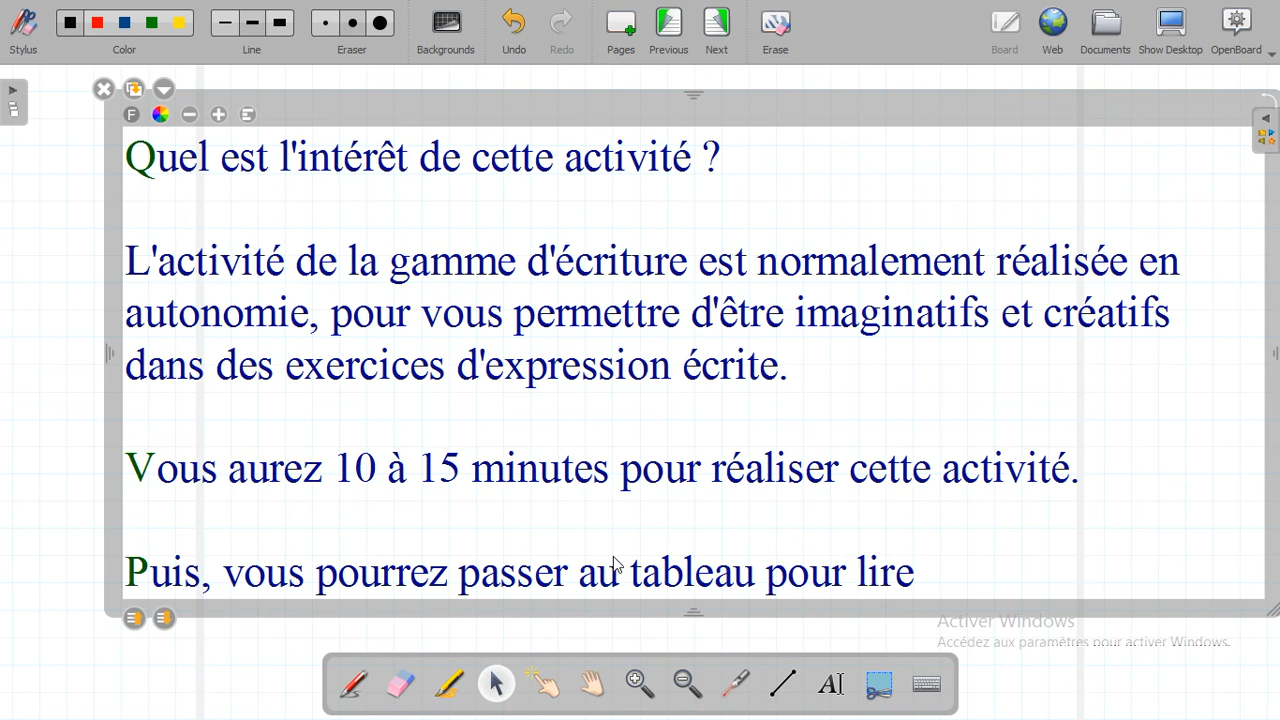 Stylus
Color
Line
Eraser
Backgrounds
Undo
Redo
Pages
Previous
Next
Erase
Board
Web
Documents
Show Desktop
OpenBoard
F
Quel est l'intérêt de cette activité ?
L'activité de la gamme d'écriture est normalement réalisée en
autonomie, pour vous permettre d'être imaginatifs et créatifs
dans des exercices d'expression écrite.
Vous aurez 10 à 15 minutes pour réaliser cette activité.
Puis, vous pourrez passer au tableau pour lire
Activer Windows
Accédez aux paramètres pour activer Windows.
AI